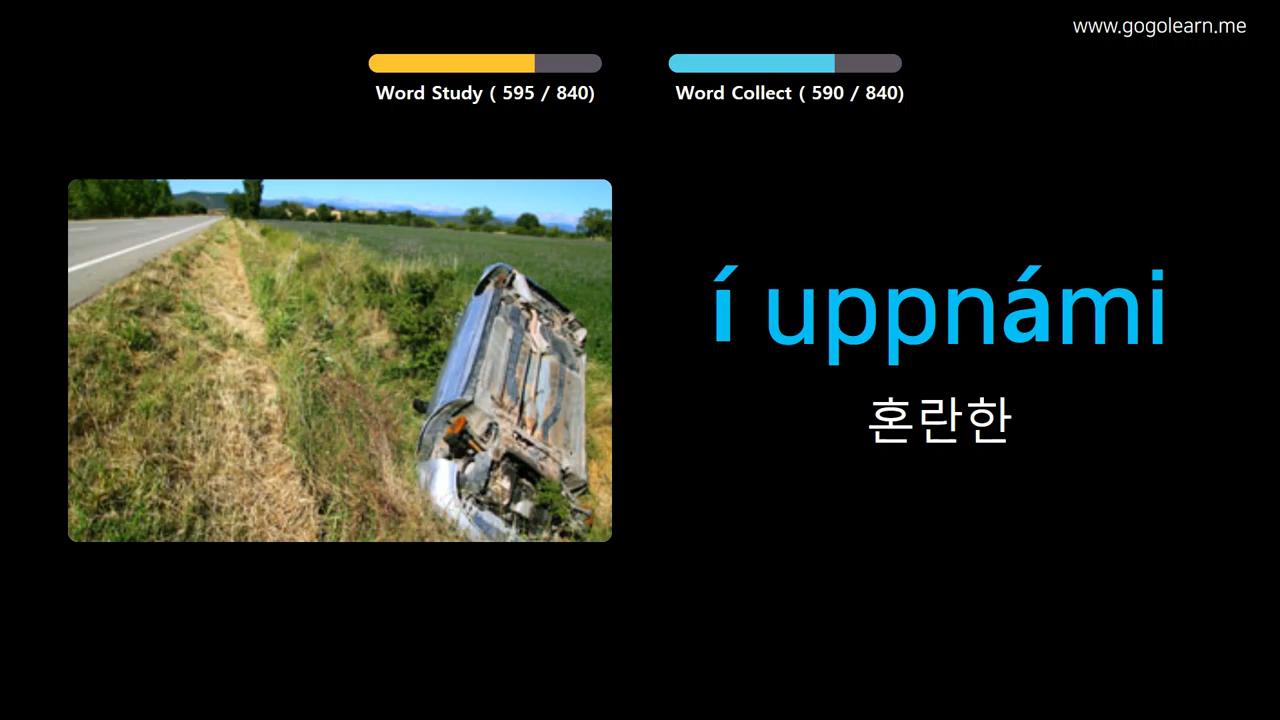 www.gogolearn.me
Word Study ( 595 / 840)
Word Collect ( 590 / 840)
í uppnámi
혼란한